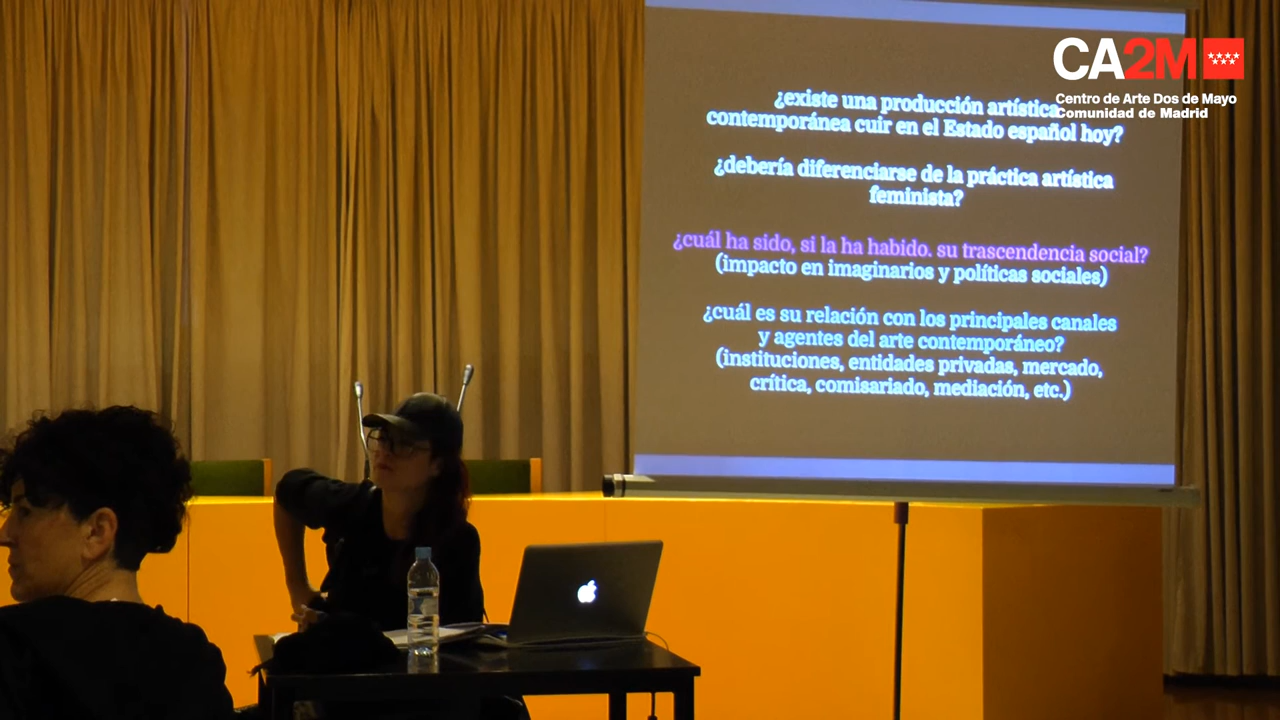 CA2M
Centro de Arte Dos de Mayo
Comunidad de Madrid
¿existe una producción artística
contemporánea cuir en el Estado español hoy?
¿debería diferenciarse de la práctica artística
feminista?
¿cuál ha sido, si la ha habido. su trascendencia social?
(impacto en imaginarios y políticas sociales)
¿cuál es su relación con los principales canales
y agentes del arte contemporáneo?
(instituciones, entidades privadas, mercado,
crítica, comisariado, mediación, etc.)